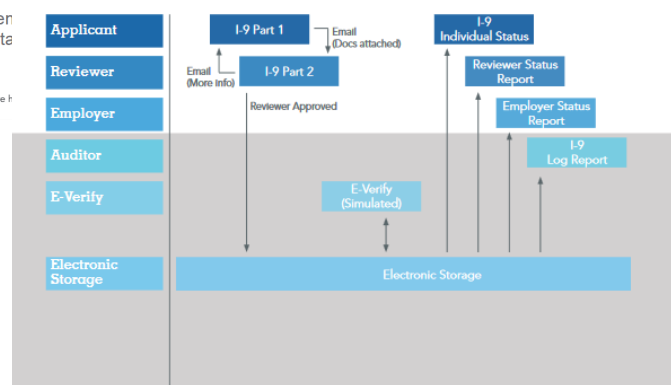 Applicant
I-9 Part 1
Email
(Docs attached)
I-9
Individual Status
Reviewer
Email
(More info)
I-9 Part 2
Reviewer Status
Report
Employer
Reviewer Approved
Employer Status
Report
Auditor
I-9
Log Report
E-Verify
E-Verify
(Simulated)
Electronic
Storage
Electronic Storage